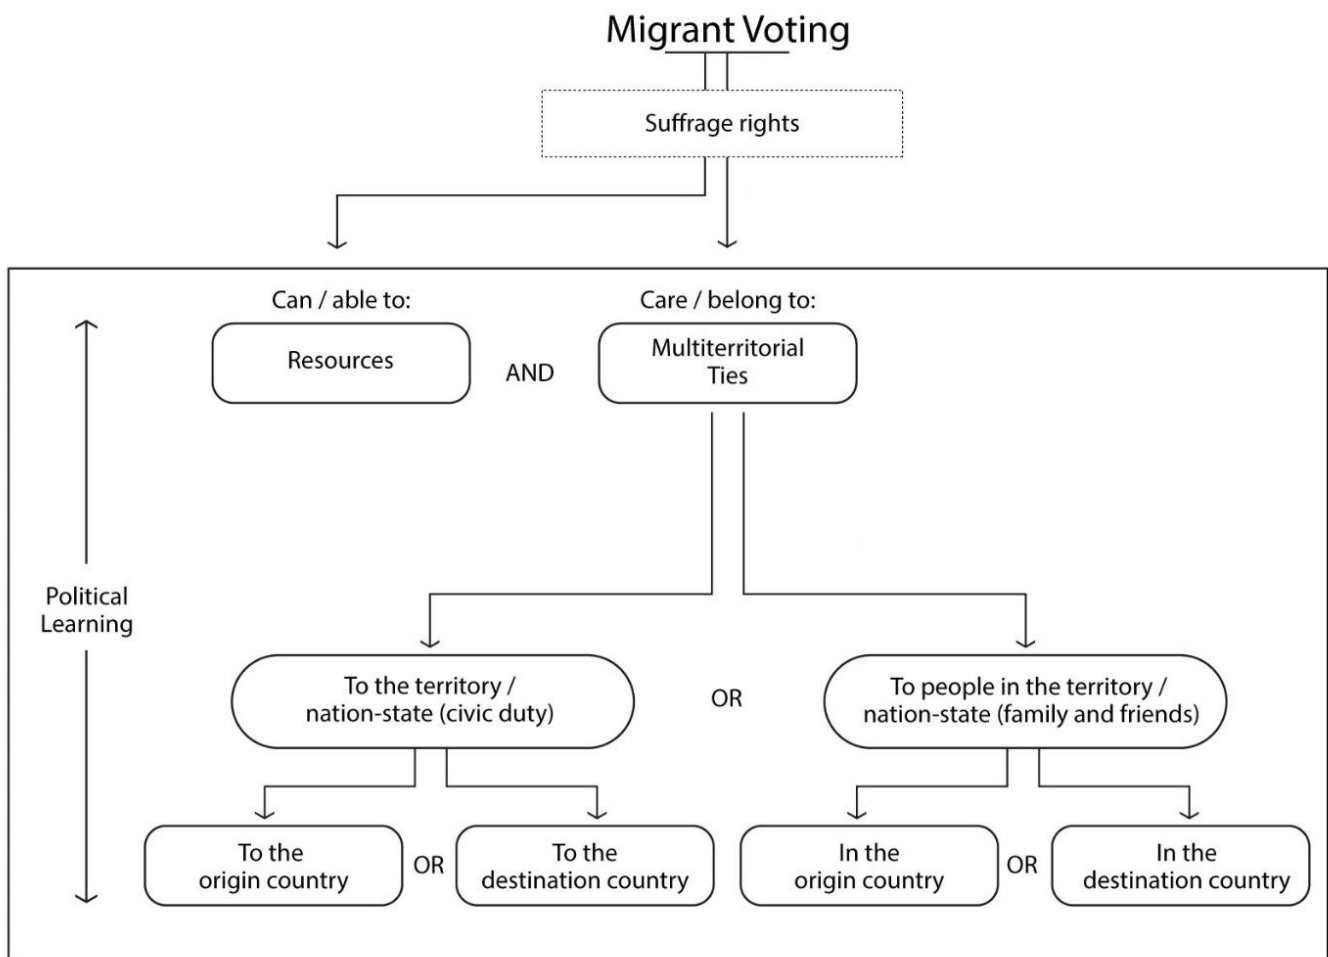 Migrant Voting
Suffrage rights
Can / able to:
Care / belong to:
Resources
AND
Multiterritorial
Ties
Political
Learning
To the territory /
nation-state (civic duty)
OR
To people in the territory /
nation-state (family and friends)
To the
origin country
OR
To the
destination country
In the
origin country
OR
In the
destination country